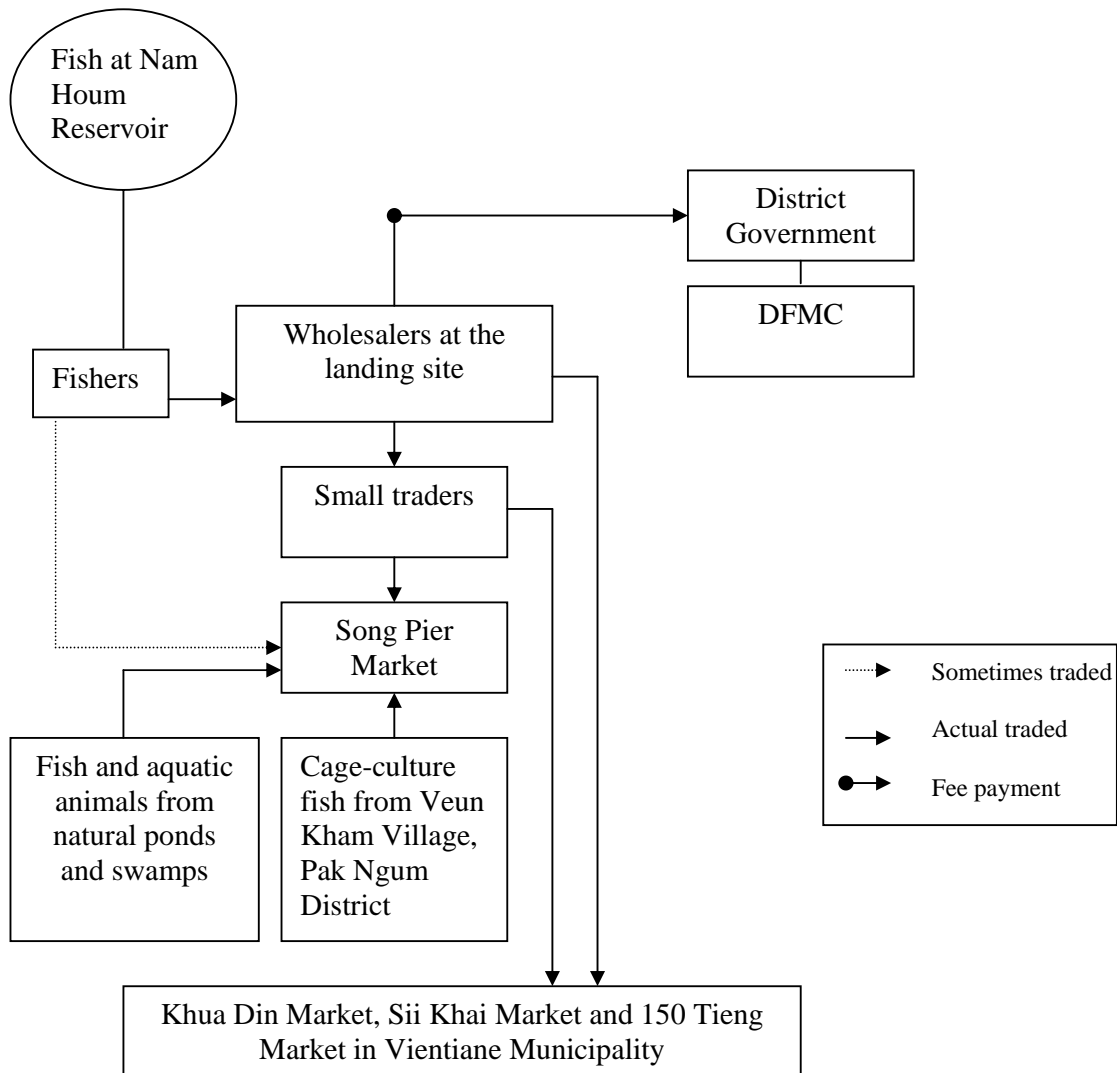 Fish at Nam
Houm
Reservoir
District
Government
DFMC
Wholesalers at the
landing site
Fishers
Small traders
Song Pier
Market
Sometimes traded
Actual traded
Fee payment
Fish and aquatic
animals from
natural ponds
and swamps
Cage-culture
fish from Veun
Kham Village,
Pak Ngum
District
Khua Din Market, Sii Khai Market and 150 Tieng
Market in Vientiane Municipality